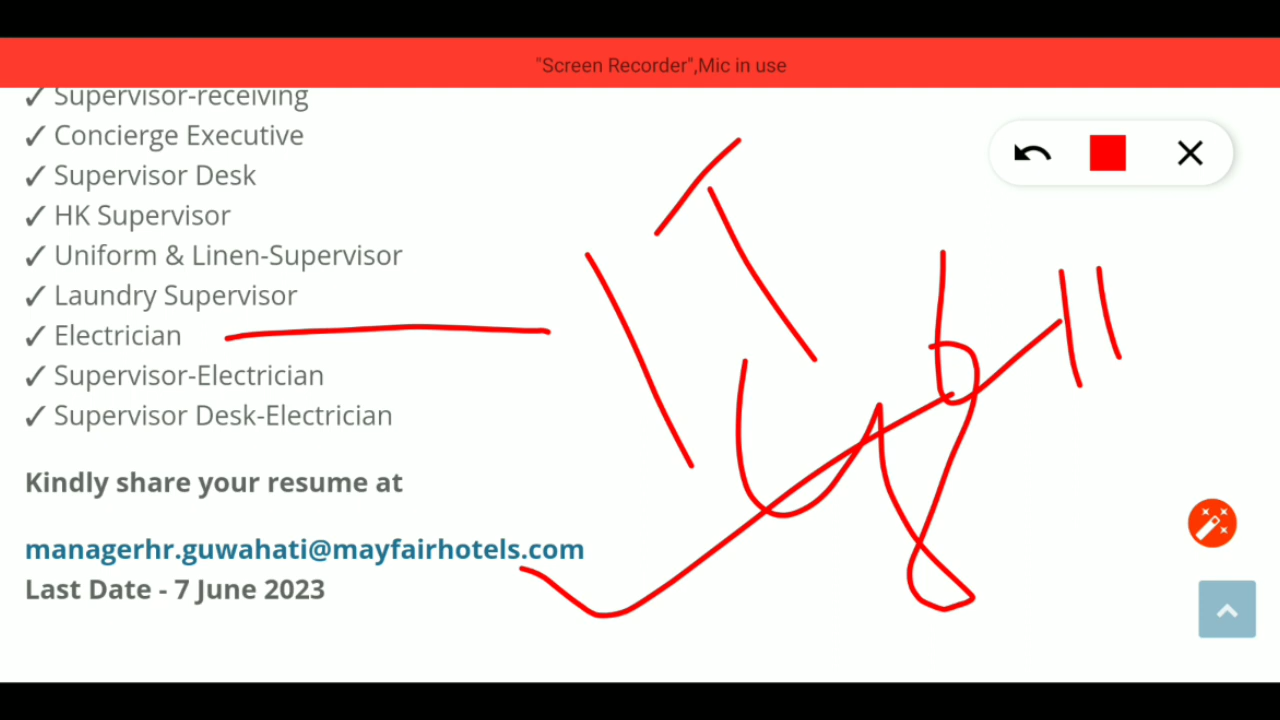 "Screen Recorder",Mic in use
✓ Supervisor-receiving
✓ Concierge Executive
✓ Supervisor Desk
✓ HK Supervisor
✓ Uniform & Linen-Supervisor
✓ Laundry Supervisor
✓ Electrician
✓ Supervisor-Electrician
✓ Supervisor Desk-Electrician
Kindly share your resume at
managerhr.guwahati@mayfairhotels.com
Last Date - 7 June 2023